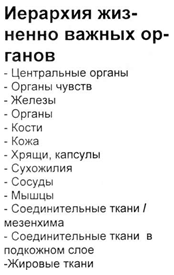 Иерархия жиз-
ненно важных ор-
ганов
- Центральные органы
- Органы чувств
- Железы
- Органы
- Кости
- Кожа
- Хрящи, капсулы
- Сухожилия
- Сосуды
- Мышцы
- Соединительные ткани /
мезенхима
- Соединительные ткани в
подкожном слое
-Жировые ткани